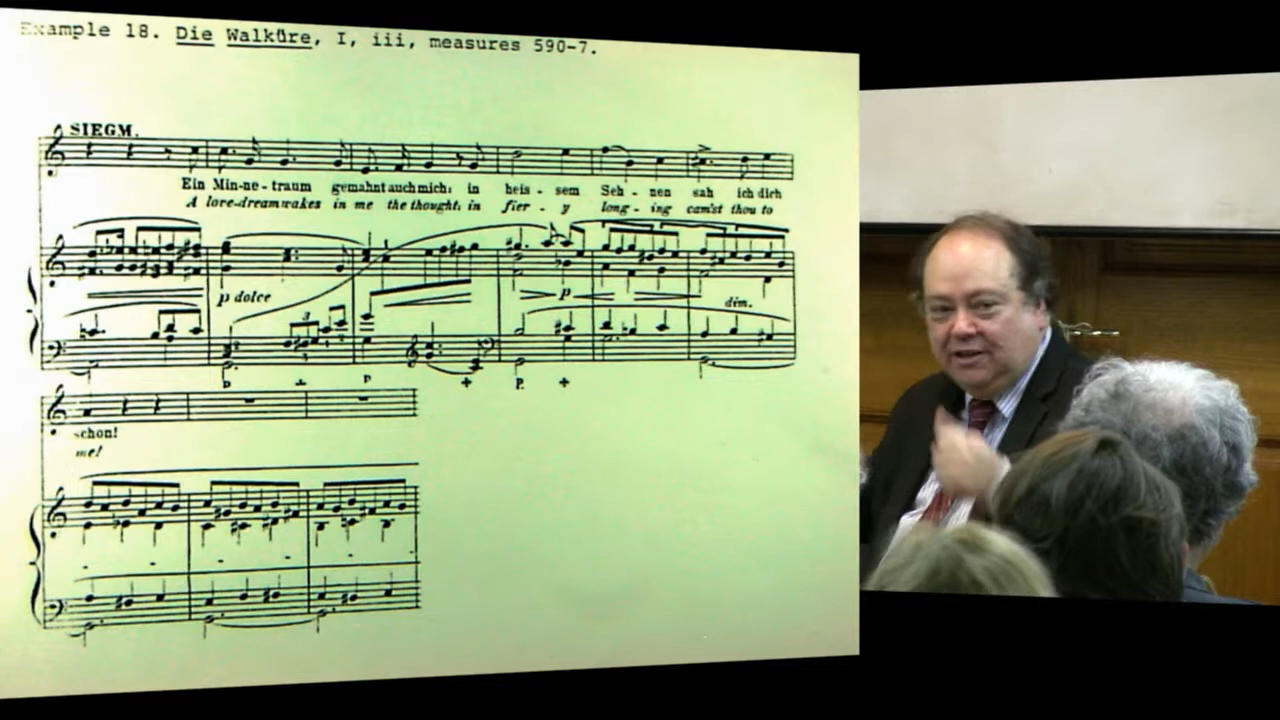 Example 18. Die Walküre, I, iii, measures 590-7.
SIEGM.
Ein Min-ne-traum gemahnt auch mich: in heis - sem Seh - nen sah ich dich
A love-dream wakes in me the thought: in fier - y long - ing cam'st thou to
p dolce
3
p
dim.
P.
schon!
me!